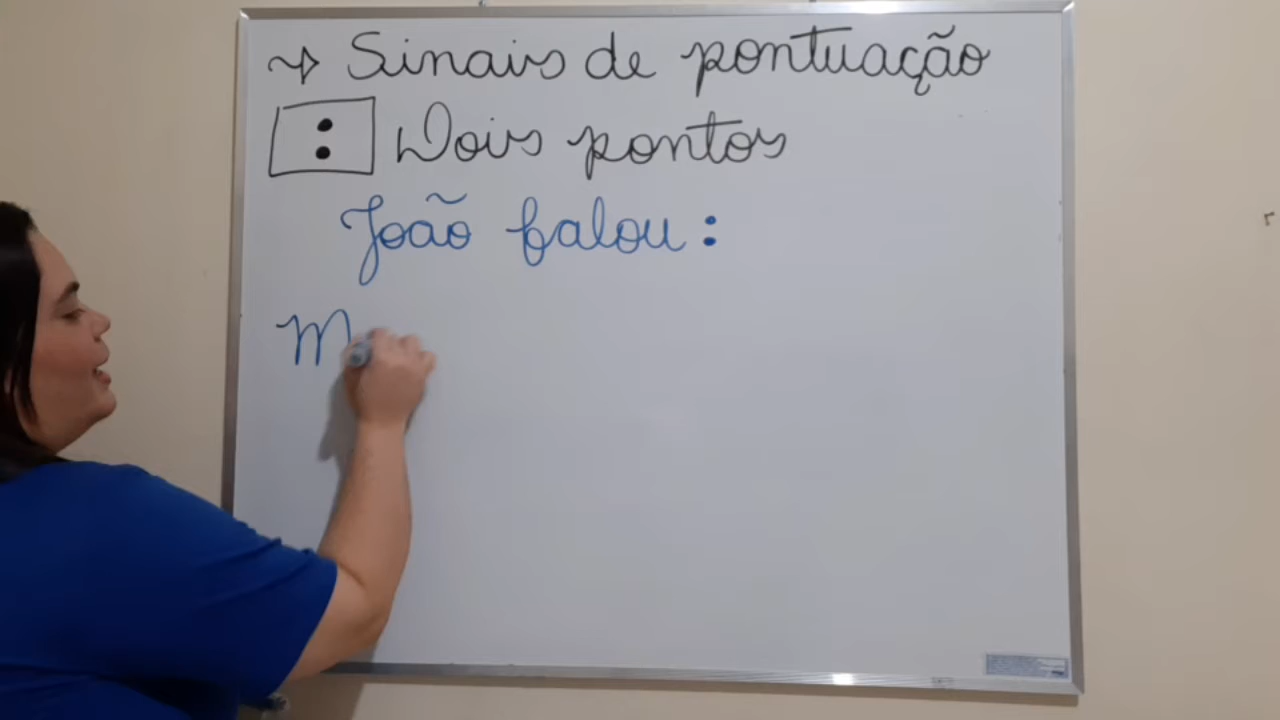 → Sinais de pontuação
: Dois pontos
João falou:
M